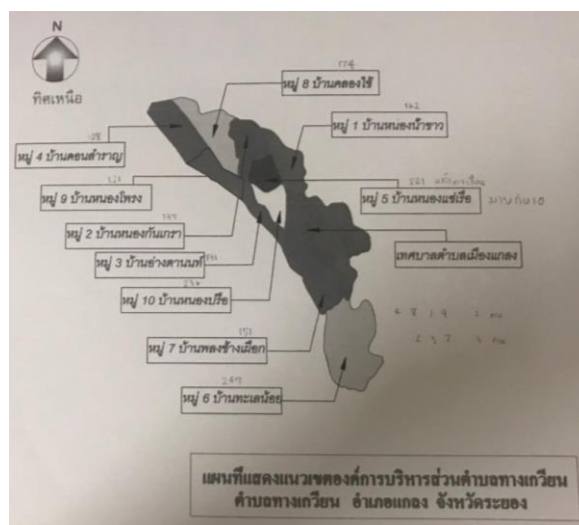 N
ทิศเหนือ
174
หมู่ 8 บ้านคลองใช้
162
หมู่ 1 บ้านหนองน้ำขาว
หมู่ 4 บ้านดอนสำราญ
หมู่ 5 บ้านหนองแซ่เรือ
หมู่ 9 บ้านหนองโพรง
หมู่ 2 บ้านหนองกันเกรา
เทศบาลตำบลเมืองแกลง
หมู่ 3 บ้านอ่างตานนท์
หมู่ 10 บ้านหนองปรือ
151
หมู่ 7 บ้านพลงช้างเผือก
หมู่ 6 บ้านทะเลน้อย
แผนที่แสดงแนวเขตองค์การบริหารส่วนตำบลทางเกวียน
ตำบลทางเกวียน อำเภอแกลง จังหวัดระยอง